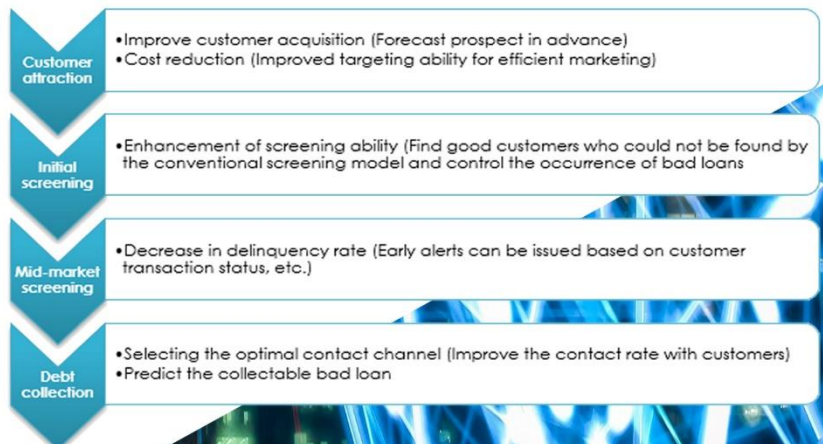 Customer
attraction
•Improve customer acquisition (Forecast prospect in advance)
•Cost reduction (Improved targeting ability for efficient marketing)
Initial
screening
•Enhancement of screening ability (Find good customers who could not be found by
the conventional screening model and control the occurrence of bad loans
Mid-market
screening
•Decrease in delinquency rate (Early alerts can be issued based on customer
transaction status, etc.)
Debt
collection
•Selecting the optimal contact channel (Improve the contact rate with customers)
•Predict the collectable bad loan